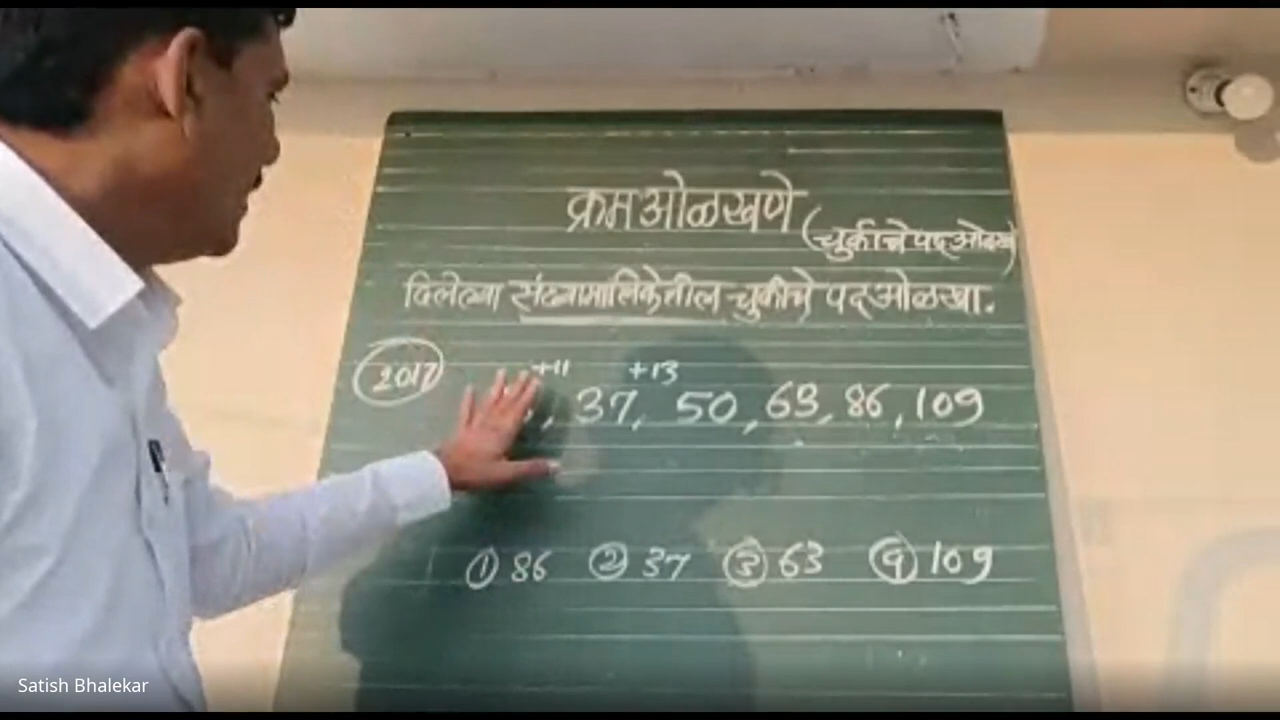 क्रम ओळखणे
(चुकीचे पद ओळखा)
दिलेल्या संख्यामालिकेतील चुकीचे पद ओळखा.
2017
+11 +13
, 37, 50, 63, 86, 109
① 86 ② 37 ③ 63 ④ 109
Satish Bhalekar